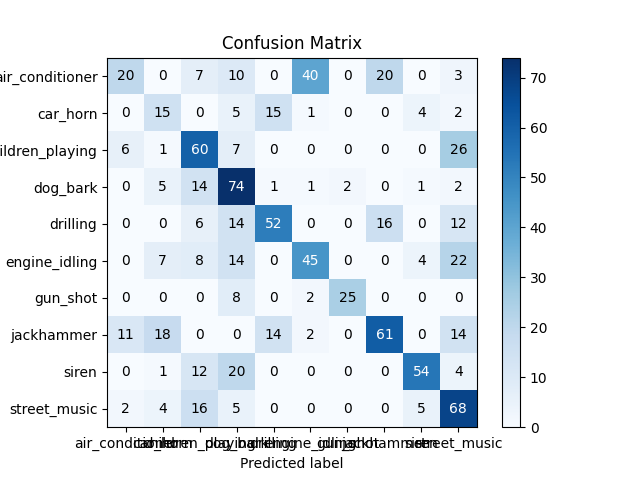 Confusion Matrix
air_conditioner 20 0 7 10 0 40 0 20 0 3
car_horn 0 15 0 5 15 1 0 0 4 2
ildren_playing 6 1 60 7 0 0 0 0 0 26
dog_bark 0 5 14 74 1 1 2 0 1 2
drilling 0 0 6 14 52 0 0 16 0 12
engine_idling 0 7 8 14 0 45 0 0 4 22
gun_shot 0 0 0 8 0 2 25 0 0 0
jackhammer 11 18 0 0 14 2 0 61 0 14
siren 0 1 12 20 0 0 0 0 54 4
street_music 2 4 16 5 0 0 0 0 5 68
70
60
50
40
30
20
10
0
street_music
Predicted label